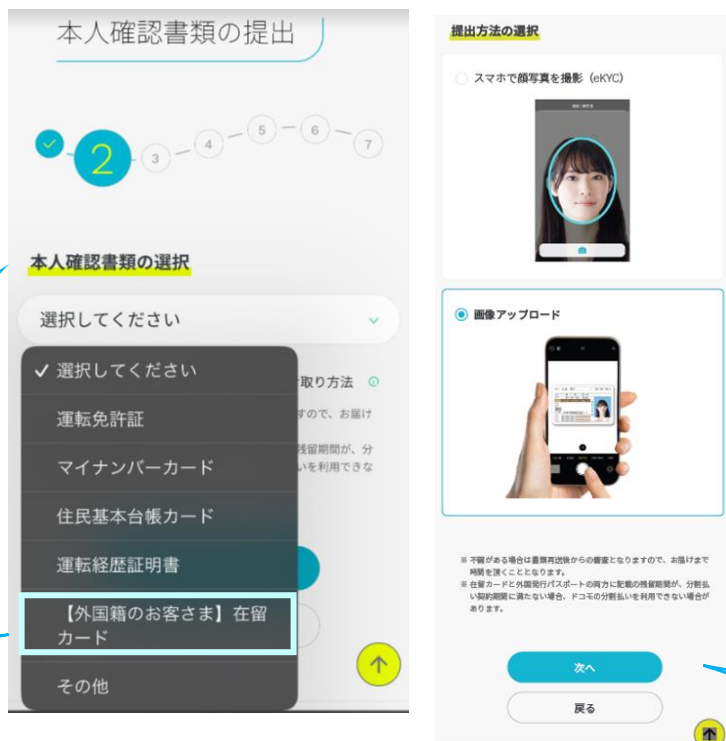 本人確認書類の提出
2
3
4
5
6
7
本人確認書類の選択
選択してください
✓ 選択してください
運転免許証
マイナンバーカード
住民基本台帳カード
運転経歴証明書
【外国籍のお客さま】在留
カード
その他
取り方法
すので、お届け
残留期間が、分
いを利用できな
提出方法の選択
スマホで顔写真を撮影（eKYC）
画像アップロード
※ 不備がある場合は書類再送後からの審査となりますので、お届けまで
時間を頂くこととなります。
※ 在留カードと外国発行パスポートの両方に記載の残留期間が、分割払
い契約期間に満たない場合、ドコモの分割払いを利用できない場合が
あります。
次へ
戻る